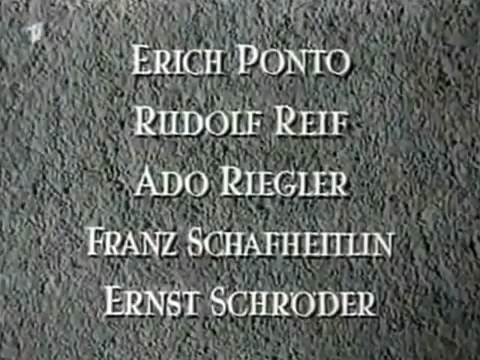 ERICH PONTO
RUDOLF REIF
ADO RIEGLER
FRANZ SCHAFHEITLIN
ERNST SCHRODER